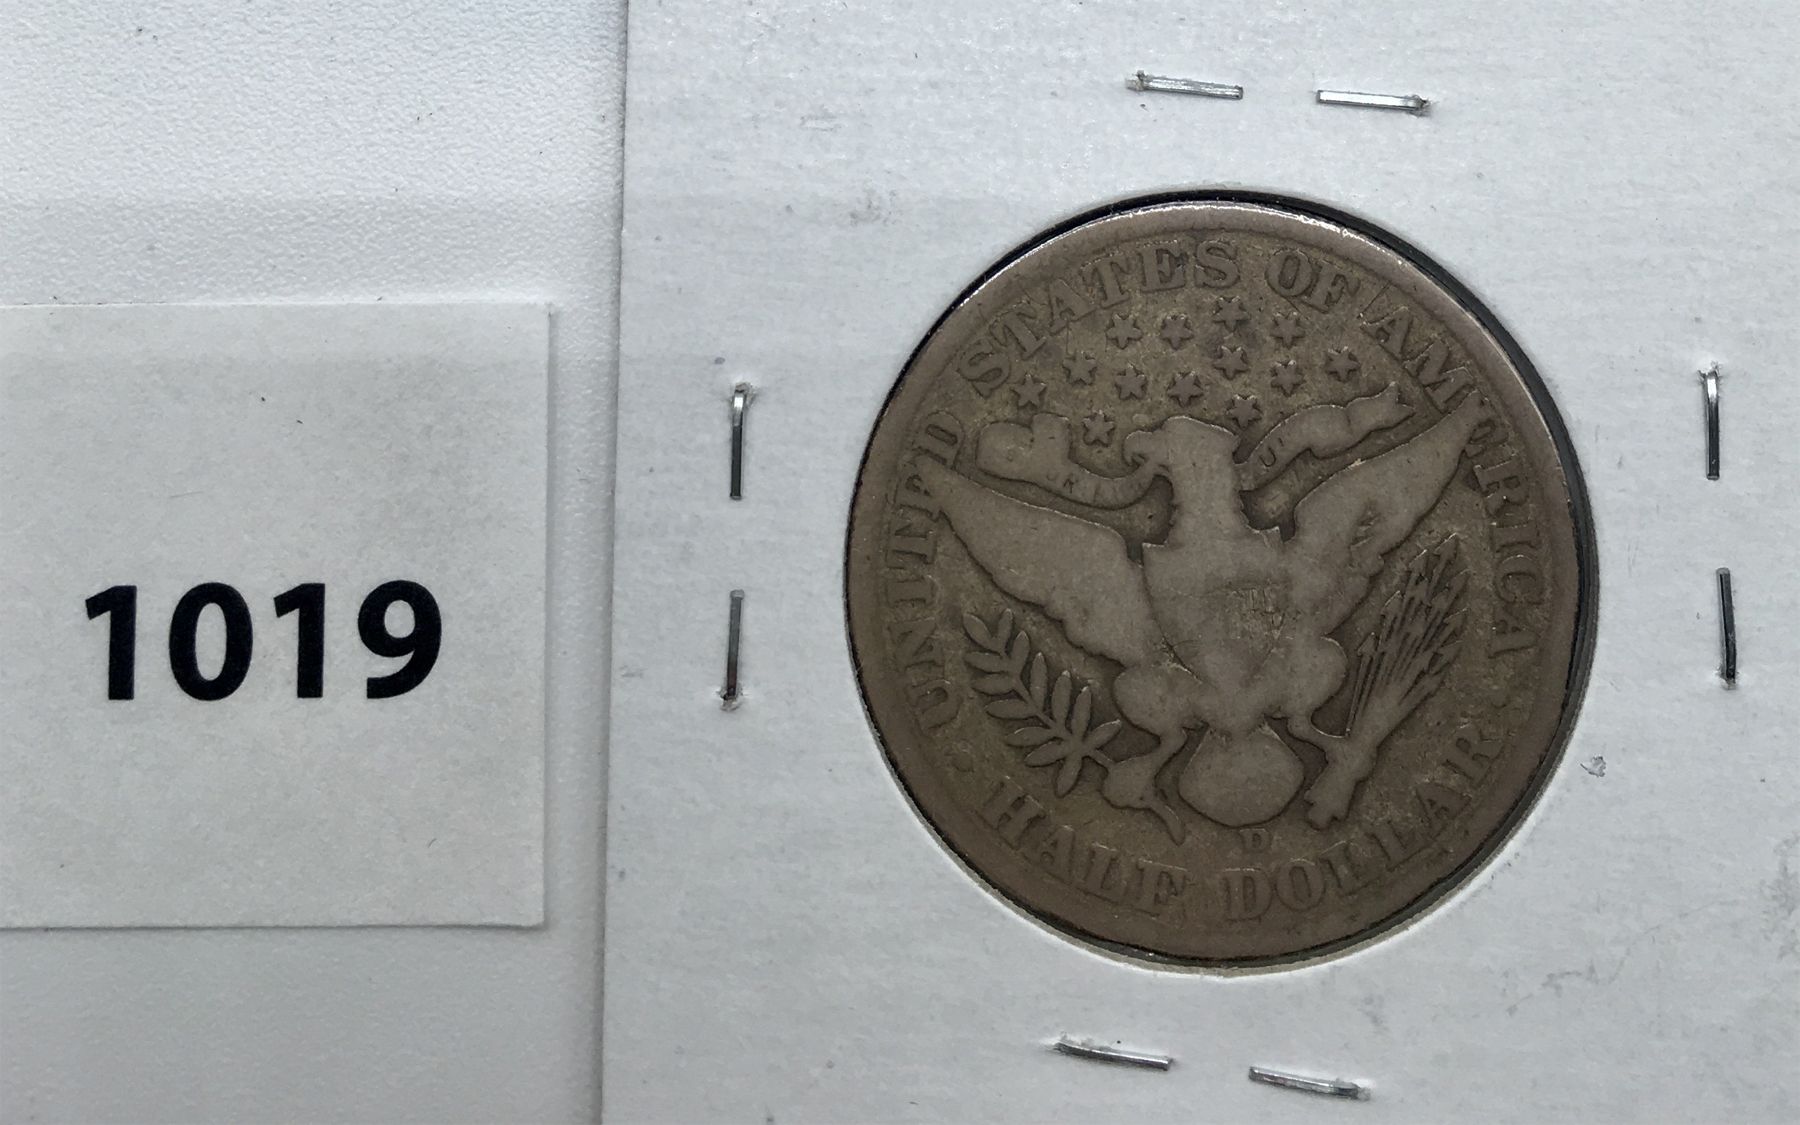 1019
UNITED STATES OF AMERICA
D
HALF DOLLAR